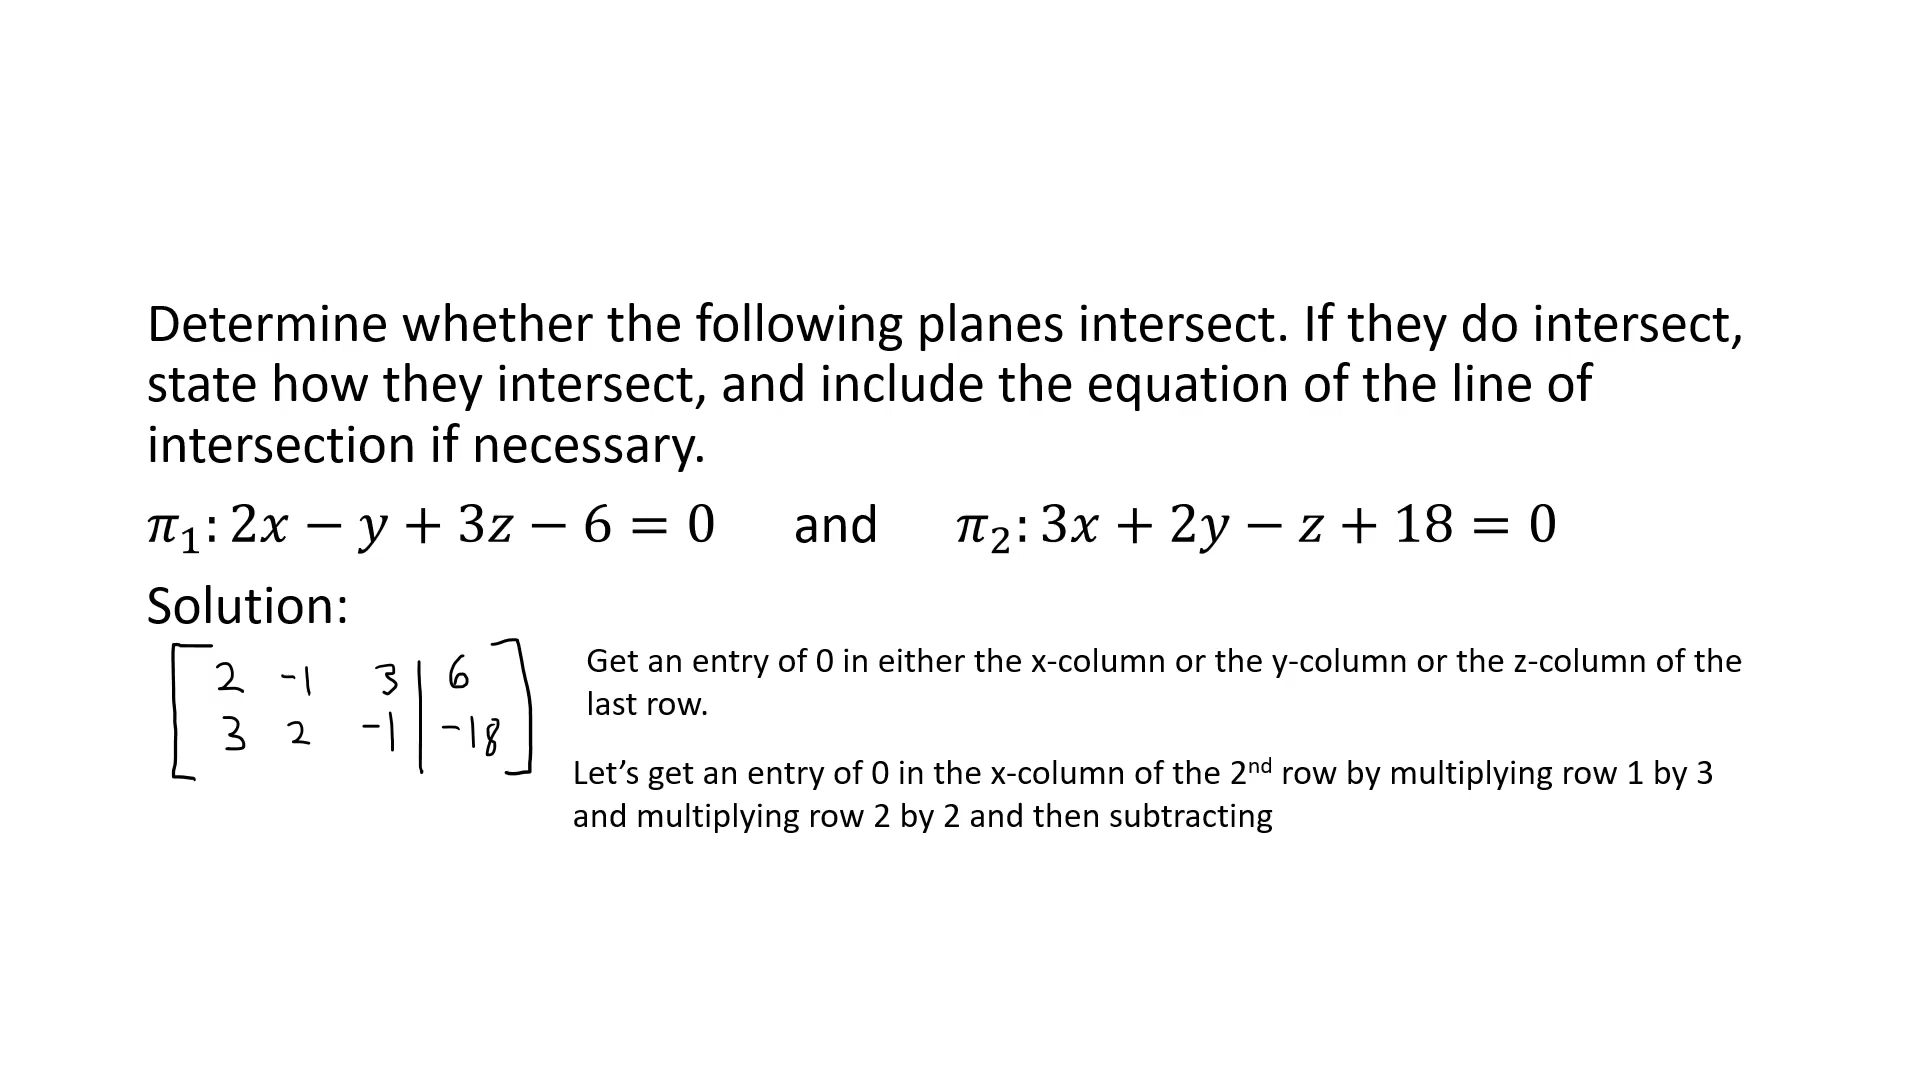 Determine whether the following planes intersect. If they do intersect,
state how they intersect, and include the equation of the line of
intersection if necessary.
π₁: 2x − y + 3z − 6 = 0 and π₂: 3x + 2y − z + 18 = 0
Solution:
2 -1 3 | 6
3 2 -1 | -18
Get an entry of 0 in either the x-column or the y-column or the z-column of the
last row.
Let’s get an entry of 0 in the x-column of the 2ⁿᵈ row by multiplying row 1 by 3
and multiplying row 2 by 2 and then subtracting